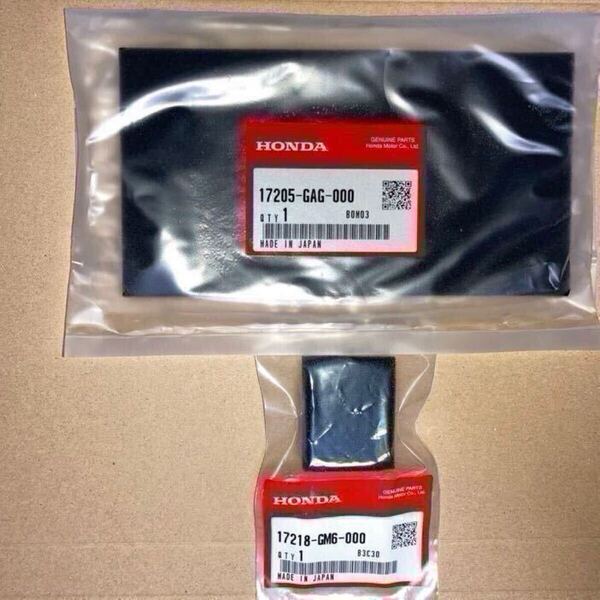 HONDA
GENUINE PARTS
Honda Motor Co., Ltd.
17205-GAG-000
QTY 1 B0H03
MADE IN JAPAN
HONDA
GENUINE PARTS
Honda Motor Co., Ltd.
17218-GM6-000
QTY 1 B3C30
MADE IN JAPAN